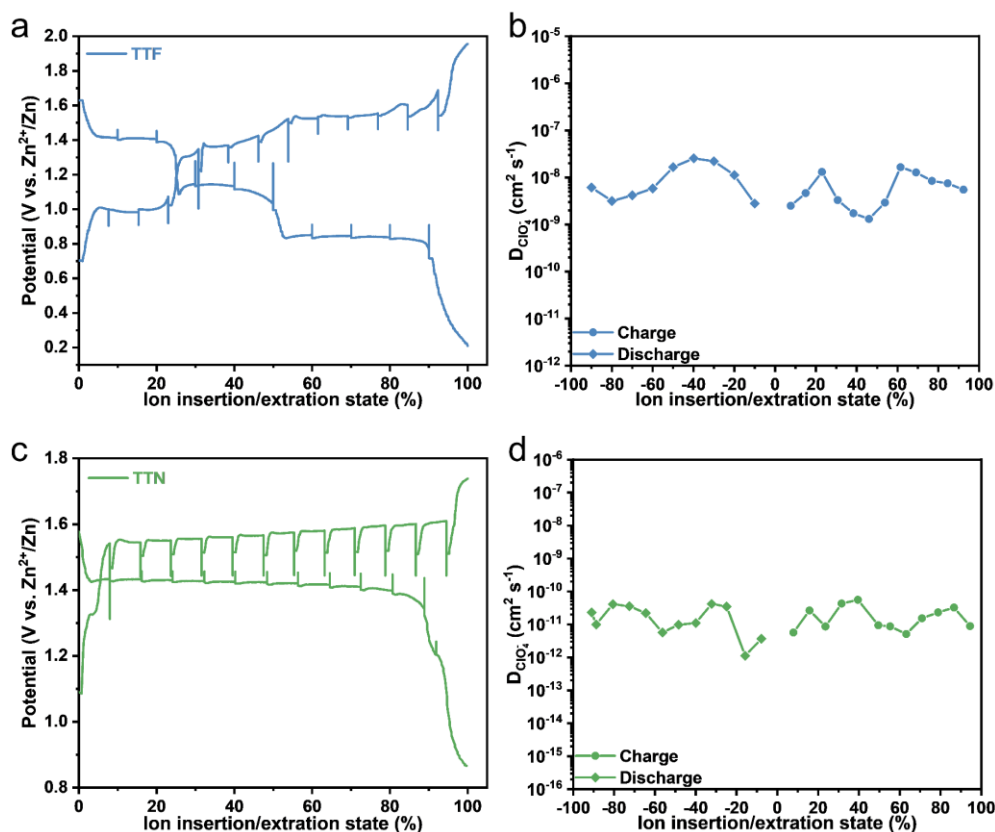 a
TTF
Potential (V vs. Zn²⁺/Zn)
2.0
1.8
1.6
1.4
1.2
1.0
0.8
0.6
0.4
0.2
0 20 40 60 80 100
Ion insertion/extration state (%)
b
D_ClO₄⁻ (cm² s⁻¹)
10⁻⁵
10⁻⁶
10⁻⁷
10⁻⁸
10⁻⁹
10⁻¹⁰
10⁻¹¹
10⁻¹²
Charge
Discharge
-100 -80 -60 -40 -20 0 20 40 60 80 100
Ion insertion/extration state (%)
c
TTN
Potential (V vs. Zn²⁺/Zn)
1.8
1.6
1.4
1.2
1.0
0.8
0 20 40 60 80 100
Ion insertion/extration state (%)
d
D_ClO₄⁻ (cm² s⁻¹)
10⁻⁶
10⁻⁷
10⁻⁸
10⁻⁹
10⁻¹⁰
10⁻¹¹
10⁻¹²
10⁻¹³
10⁻¹⁴
10⁻¹⁵
10⁻¹⁶
Charge
Discharge
-100 -80 -60 -40 -20 0 20 40 60 80 100
Ion insertion/extration state (%)